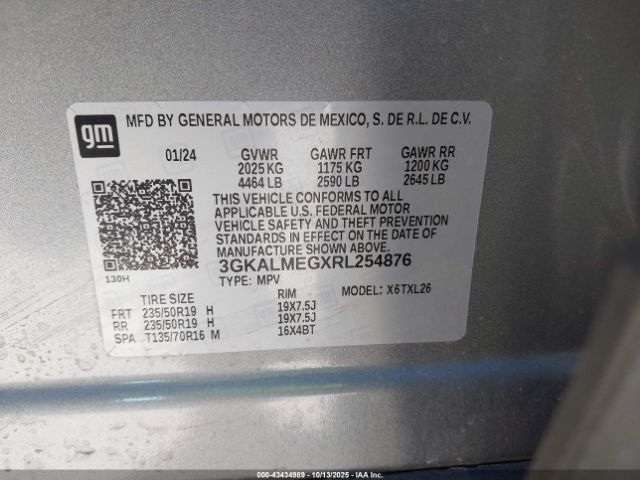 gm
MFD BY GENERAL MOTORS DE MEXICO, S. DE R.L. DE C.V.
01/24 GVWR GAWR FRT GAWR RR
2025 KG 1175 KG 1200 KG
4464 LB 2590 LB 2645 LB
THIS VEHICLE CONFORMS TO ALL
APPLICABLE U.S. FEDERAL MOTOR
VEHICLE SAFETY AND THEFT PREVENTION
STANDARDS IN EFFECT ON THE DATE OF
MANUFACTURE SHOWN ABOVE.
130H 3GKALMEGXRL254876
TYPE: MPV MODEL: X6TXL26
TIRE SIZE RIM
FRT 235/50R19 H 19X7.5J
RR 235/50R19 H 19X7.5J
SPA T135/70R16 M 16X4BT
000-43434989 | 10/13/2025 | IAAI.COM